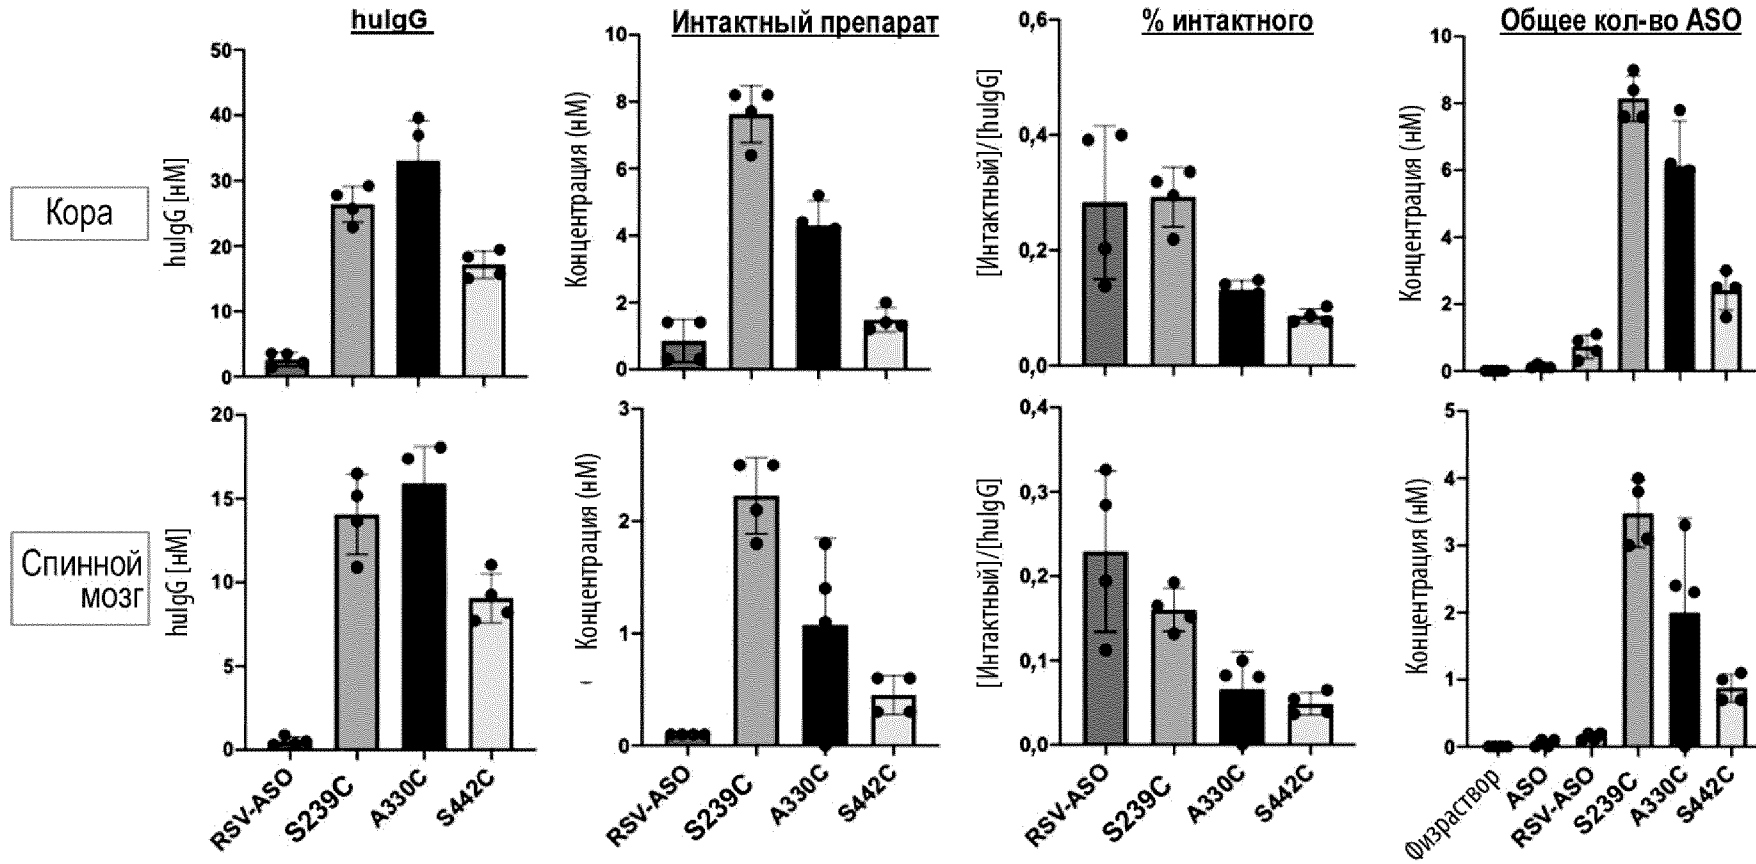 huIgG
Интактный препарат
% интактного
Общее кол-во ASO
Кора
huIgG [нМ]
50
40
30
20
10
0
Концентрация (нМ)
10
8
6
4
2
0
[Интактный]/[huIgG]
0,6
0,4
0,2
0,0
Концентрация (нМ)
10
8
6
4
2
0
Спинной
мозг
huIgG [нМ]
20
15
10
5
0
RSV-ASO
S239C
A330C
S442C
Концентрация (нМ)
3
2
1
0
RSV-ASO
S239C
A330C
S442C
[Интактный]/[huIgG]
0,4
0,3
0,2
0,1
0,0
RSV-ASO
S239C
A330C
S442C
Концентрация (нМ)
5
4
3
2
1
0
Физраствор
ASO
RSV-ASO
S239C
A330C
S442C